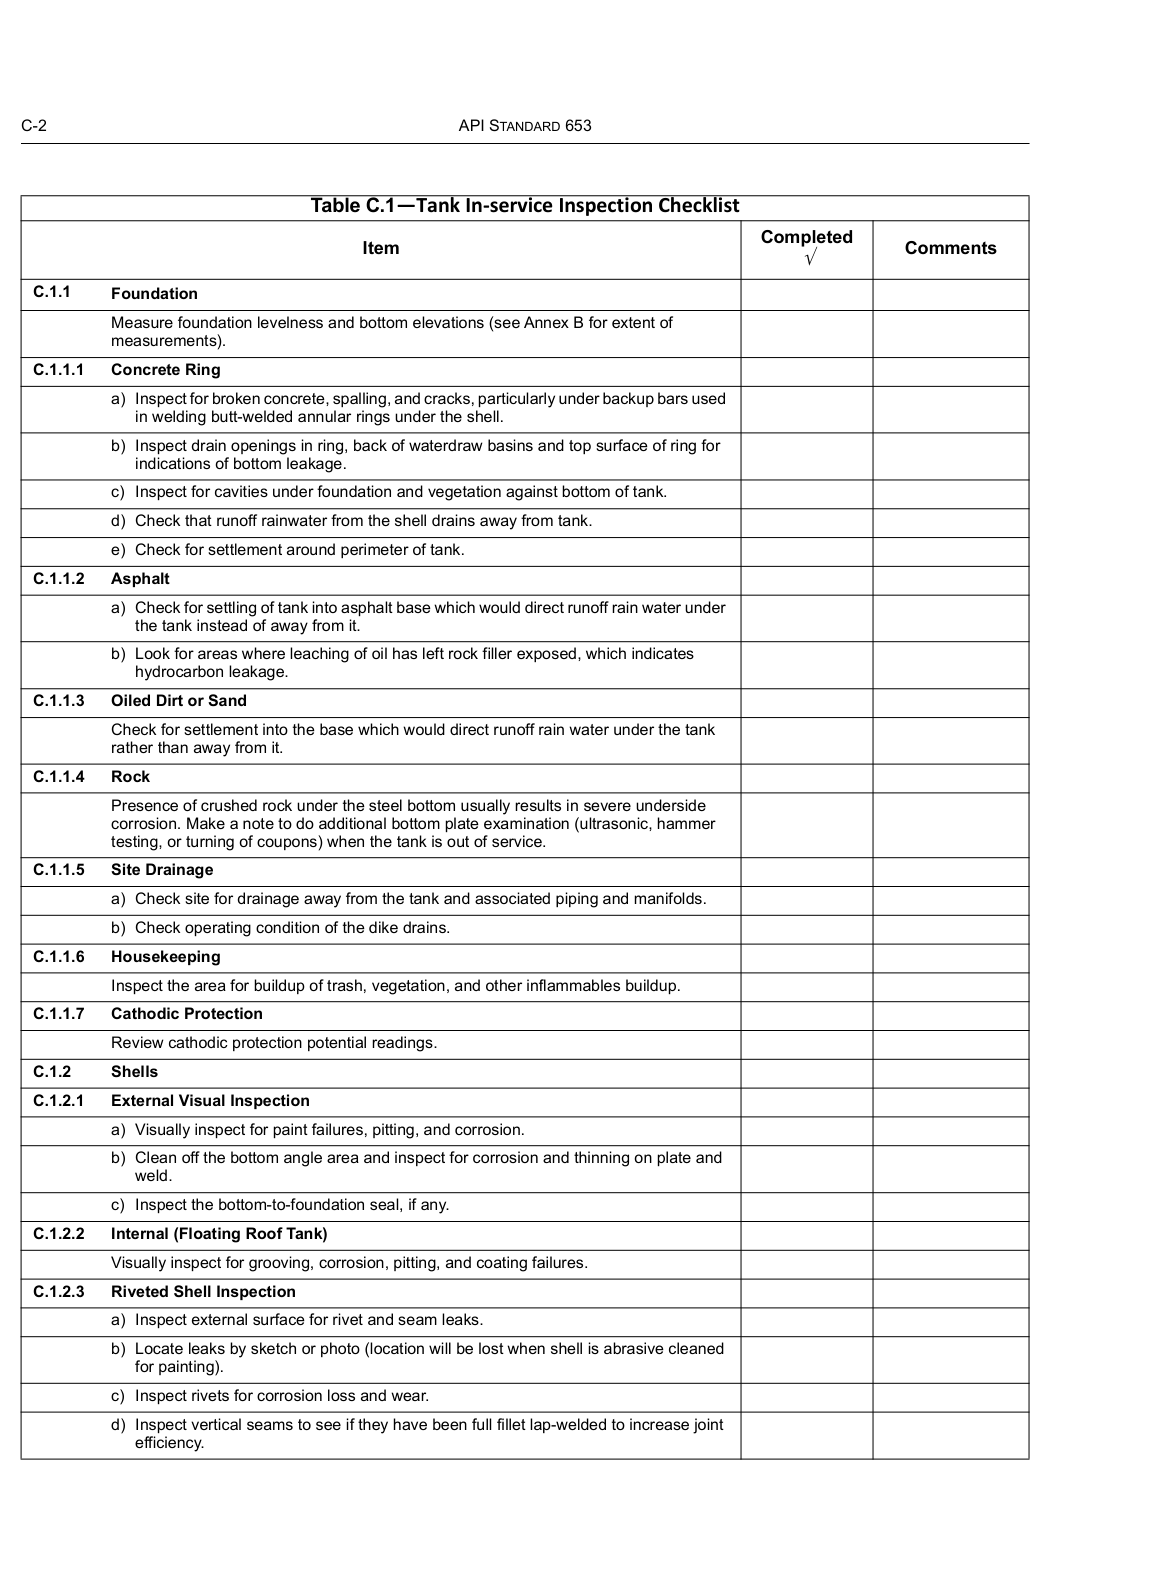 C-2
API STANDARD 653
Table C.1—Tank In-service Inspection Checklist
Item
Completed
√
Comments
C.1.1 Foundation
Measure foundation levelness and bottom elevations (see Annex B for extent of
measurements).
C.1.1.1 Concrete Ring
a) Inspect for broken concrete, spalling, and cracks, particularly under backup bars used
in welding butt-welded annular rings under the shell.
b) Inspect drain openings in ring, back of waterdraw basins and top surface of ring for
indications of bottom leakage.
c) Inspect for cavities under foundation and vegetation against bottom of tank.
d) Check that runoff rainwater from the shell drains away from tank.
e) Check for settlement around perimeter of tank.
C.1.1.2 Asphalt
a) Check for settling of tank into asphalt base which would direct runoff rain water under
the tank instead of away from it.
b) Look for areas where leaching of oil has left rock filler exposed, which indicates
hydrocarbon leakage.
C.1.1.3 Oiled Dirt or Sand
Check for settlement into the base which would direct runoff rain water under the tank
rather than away from it.
C.1.1.4 Rock
Presence of crushed rock under the steel bottom usually results in severe underside
corrosion. Make a note to do additional bottom plate examination (ultrasonic, hammer
testing, or turning of coupons) when the tank is out of service.
C.1.1.5 Site Drainage
a) Check site for drainage away from the tank and associated piping and manifolds.
b) Check operating condition of the dike drains.
C.1.1.6 Housekeeping
Inspect the area for buildup of trash, vegetation, and other inflammables buildup.
C.1.1.7 Cathodic Protection
Review cathodic protection potential readings.
C.1.2 Shells
C.1.2.1 External Visual Inspection
a) Visually inspect for paint failures, pitting, and corrosion.
b) Clean off the bottom angle area and inspect for corrosion and thinning on plate and
weld.
c) Inspect the bottom-to-foundation seal, if any.
C.1.2.2 Internal (Floating Roof Tank)
Visually inspect for grooving, corrosion, pitting, and coating failures.
C.1.2.3 Riveted Shell Inspection
a) Inspect external surface for rivet and seam leaks.
b) Locate leaks by sketch or photo (location will be lost when shell is abrasive cleaned
for painting).
c) Inspect rivets for corrosion loss and wear.
d) Inspect vertical seams to see if they have been full fillet lap-welded to increase joint
efficiency.